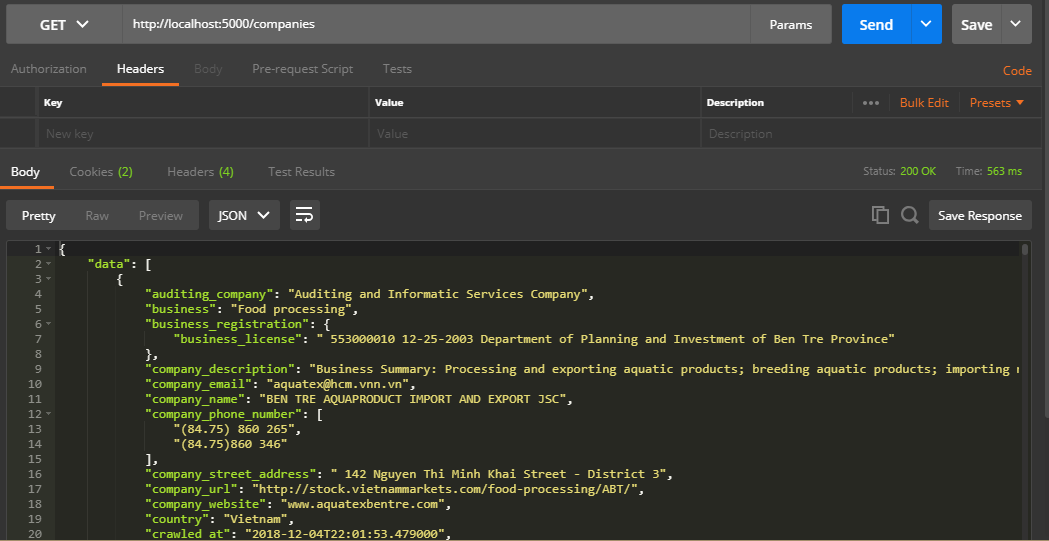 GET http://localhost:5000/companies Params Send Save
Authorization Headers Body Pre-request Script Tests Code
Key Value Description ••• Bulk Edit Presets
New key Value Description
Body Cookies (2) Headers (4) Test Results Status: 200 OK Time: 563 ms
Pretty Raw Preview JSON Save Response
1 {
2 "data": [
3 {
4 "auditing_company": "Auditing and Informatic Services Company",
5 "business": "Food processing",
6 "business_registration": {
7 "business_license": " 553000010 12-25-2003 Department of Planning and Investment of Ben Tre Province"
8 },
9 "company_description": "Business Summary: Processing and exporting aquatic products; breeding aquatic products; importing
10 "company_email": "aquatex@hcm.vnn.vn",
11 "company_name": "BEN TRE AQUAPRODUCT IMPORT AND EXPORT JSC",
12 "company_phone_number": [
13 "(84.75) 860 265",
14 "(84.75)860 346"
15 ],
16 "company_street_address": " 142 Nguyen Thi Minh Khai Street - District 3",
17 "company_url": "http://stock.vietnammarkets.com/food-processing/ABT/",
18 "company_website": "www.aquatexbentre.com",
19 "country": "Vietnam",
20 "crawled_at": "2018-12-04T22:01:53.479000",